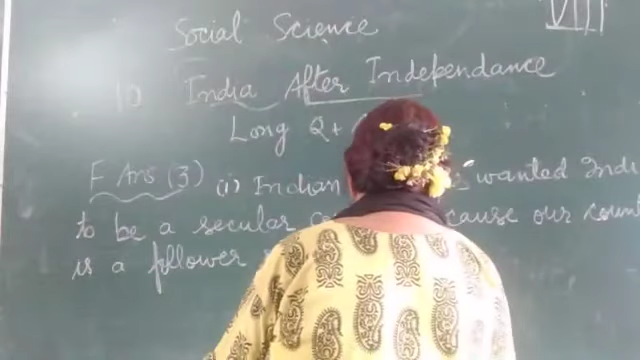 Social Science VIII
10 India After Independance
Long Q+
F Ans (3) (i) Indian wanted Indi
to be a secular cause our count
is a follower